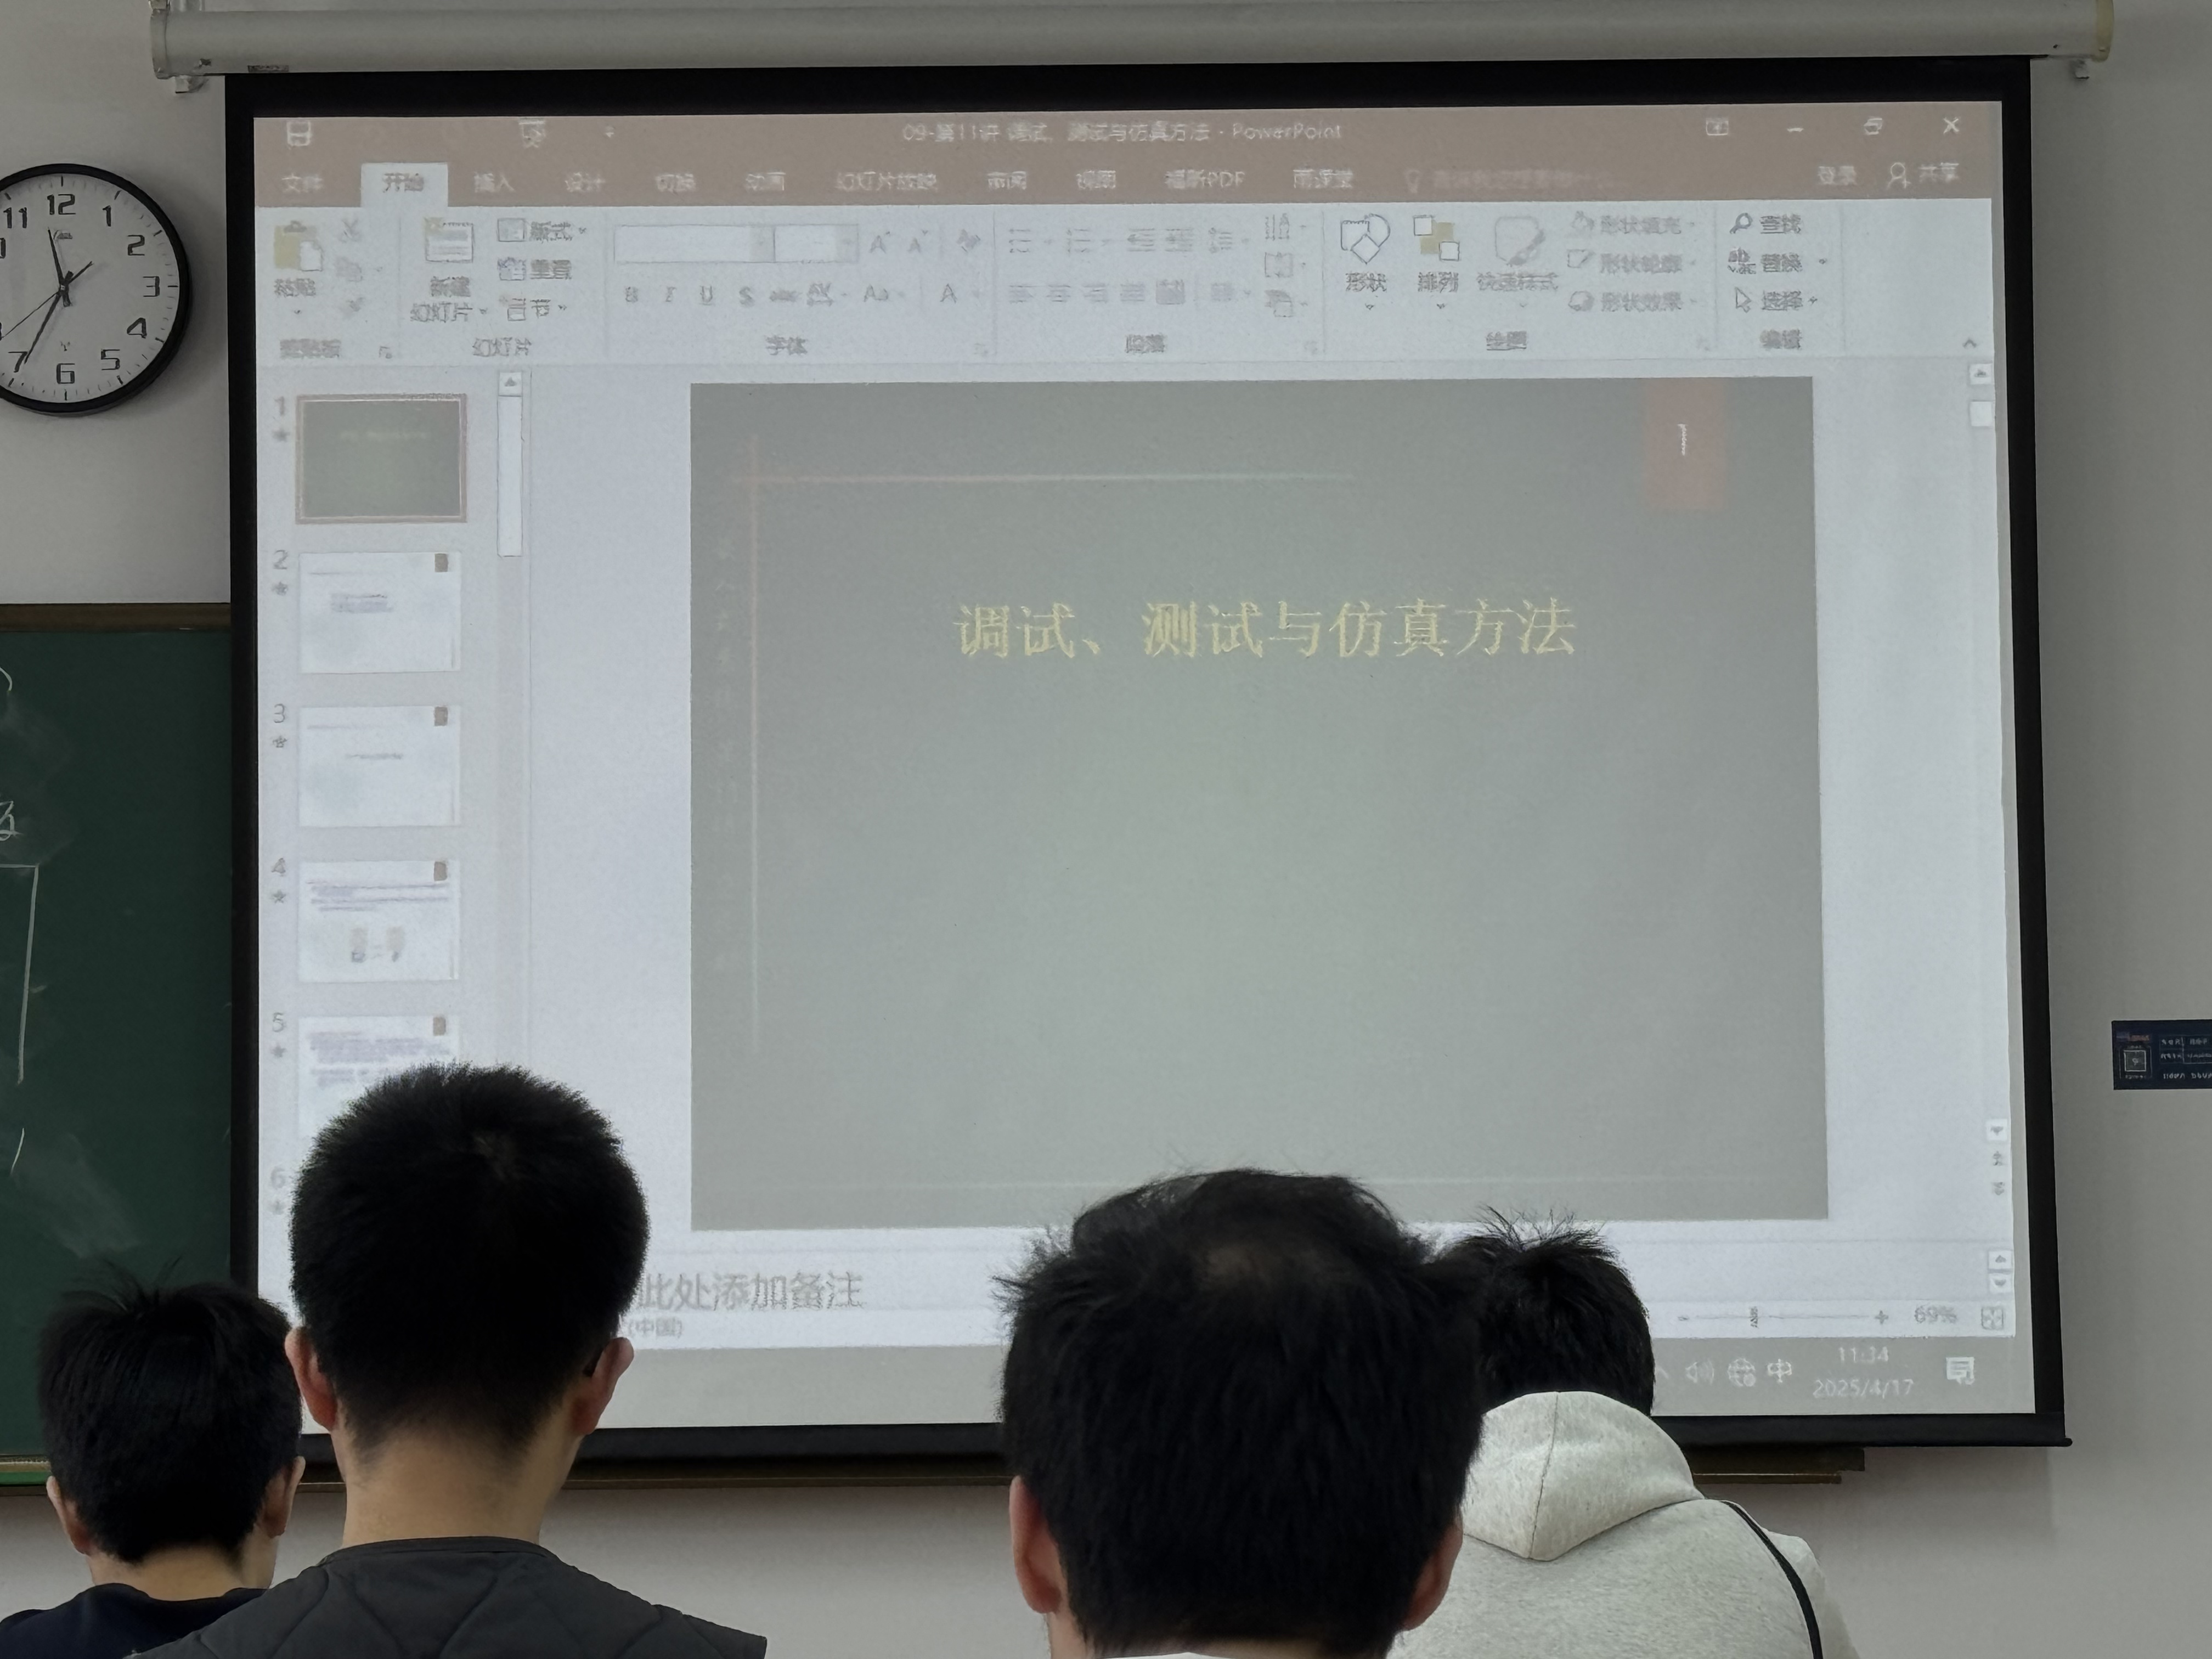 09-第11讲 调试、测试与仿真方法 - PowerPoint
文件 开始 插入 设计 切换 动画 幻灯片放映 审阅 视图 福昕PDF 雨课堂
登录 共享
粘贴 新建 幻灯片 版式 重置 节
B I U S abc AV Aa A
形状 排列 快速样式 形状填充 形状轮廓 形状效果
查找 替换 选择
剪贴板 幻灯片 字体 段落 绘图 编辑
11 12 1 2 3 4 5 6 7
1
2
3
4
5
6
1
调试、测试与仿真方法
此处添加备注
(中国)
69%
中
11:34
2025/4/17